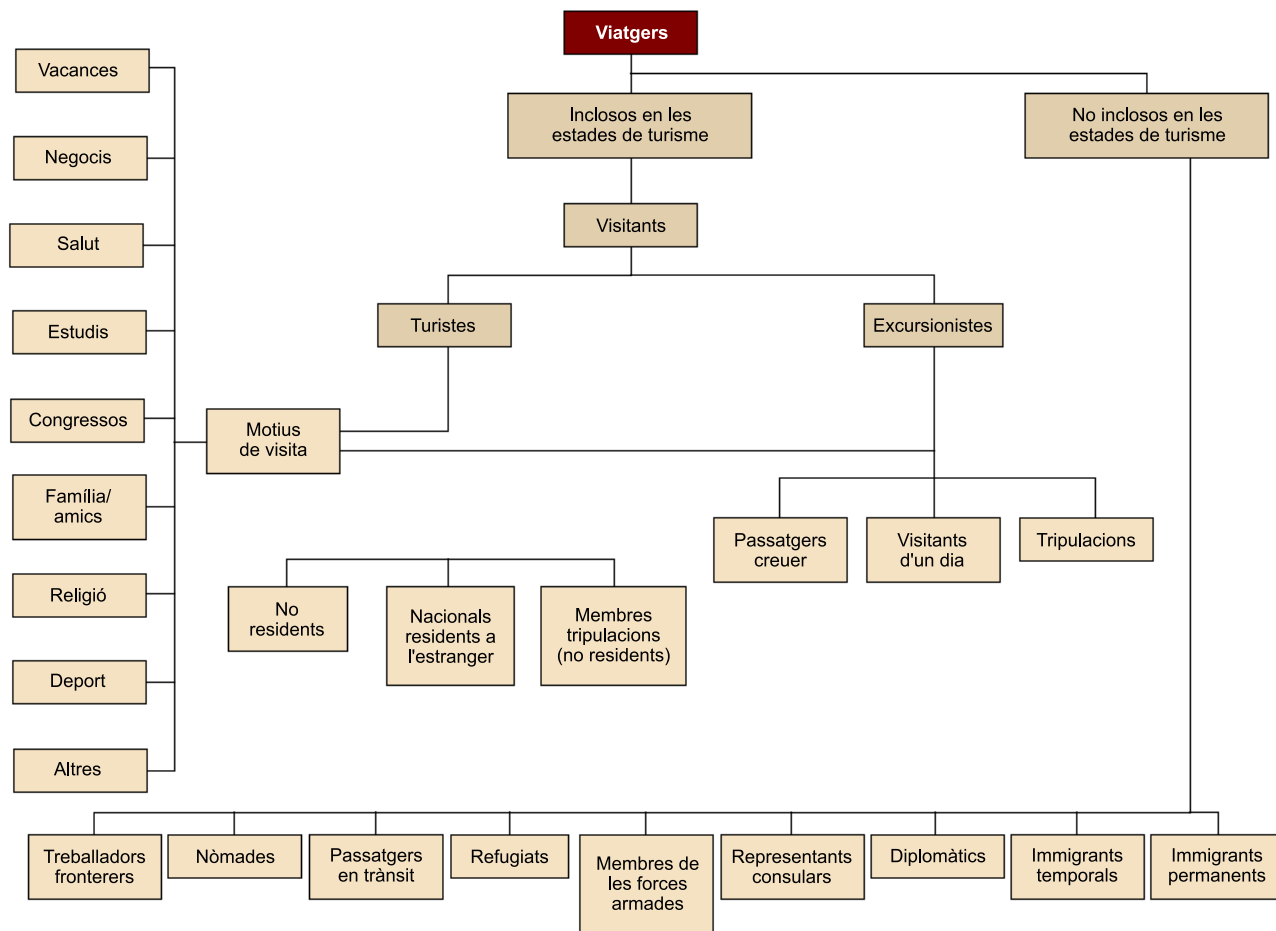 Viatgers
Inclosos en les
estades de turisme
No inclosos en les
estades de turisme
Visitants
Turistes
Excursionistes
Vacances
Negocis
Salut
Estudis
Congressos
Família/
amics
Religió
Deport
Altres
Motius
de visita
Passatgers
creuer
Visitants
d'un dia
Tripulacions
No
residents
Nacionals
residents a
l'estranger
Membres
tripulacions
(no residents)
Treballadors
fronterers
Nòmades
Passatgers
en trànsit
Refugiats
Membres de
les forces
armades
Representants
consulars
Diplomàtics
Immigrants
temporals
Immigrants
permanents